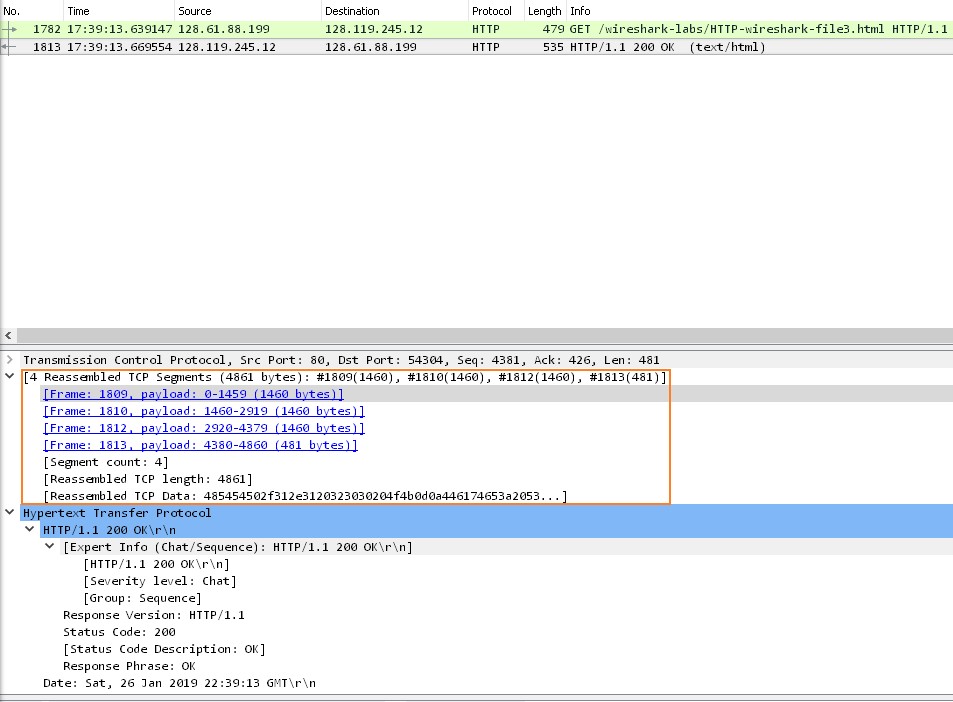 No. Time Source Destination Protocol Length Info
1782 17:39:13.639147 128.61.88.199 128.119.245.12 HTTP 479 GET /wireshark-labs/HTTP-wireshark-file3.html HTTP/1.1
1813 17:39:13.669554 128.119.245.12 128.61.88.199 HTTP 535 HTTP/1.1 200 OK (text/html)
Transmission Control Protocol, Src Port: 80, Dst Port: 54304, Seq: 4381, Ack: 426, Len: 481
[4 Reassembled TCP Segments (4861 bytes): #1809(1460), #1810(1460), #1812(1460), #1813(481)]
[Frame: 1809, payload: 0-1459 (1460 bytes)]
[Frame: 1810, payload: 1460-2919 (1460 bytes)]
[Frame: 1812, payload: 2920-4379 (1460 bytes)]
[Frame: 1813, payload: 4380-4860 (481 bytes)]
[Segment count: 4]
[Reassembled TCP length: 4861]
[Reassembled TCP Data: 485454502f312e3120323030204f4b0d0a446174653a2053...]
Hypertext Transfer Protocol
HTTP/1.1 200 OK\r\n
[Expert Info (Chat/Sequence): HTTP/1.1 200 OK\r\n]
[HTTP/1.1 200 OK\r\n]
[Severity level: Chat]
[Group: Sequence]
Response Version: HTTP/1.1
Status Code: 200
[Status Code Description: OK]
Response Phrase: OK
Date: Sat, 26 Jan 2019 22:39:13 GMT\r\n